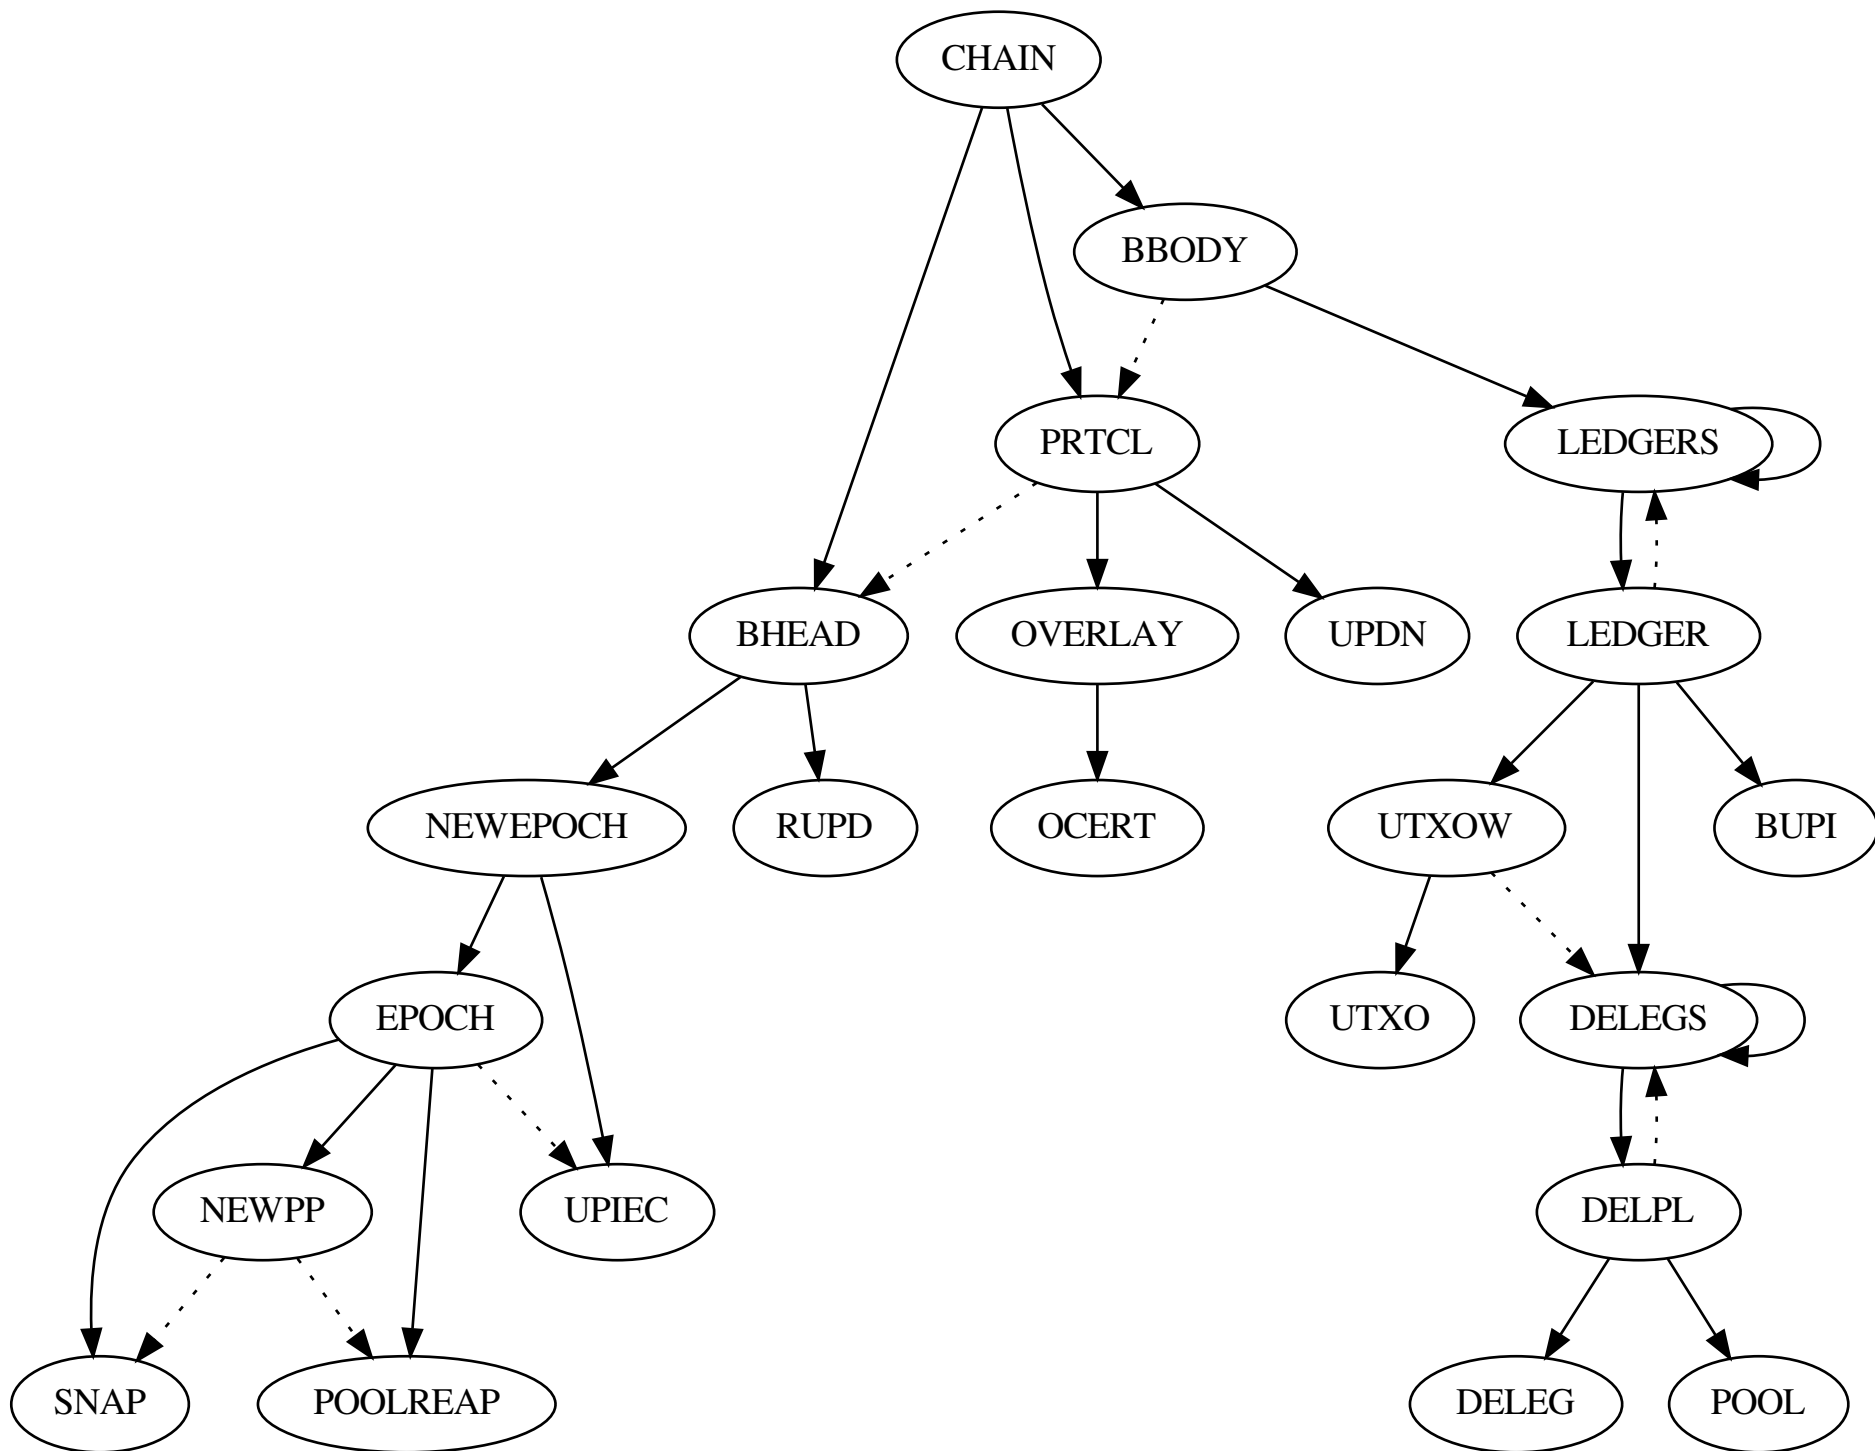 CHAIN
BBODY
PRTCL
LEDGERS
BHEAD
OVERLAY
UPDN
LEDGER
NEWEPOCH
RUPD
OCERT
UTXOW
BUPI
EPOCH
UTXO
DELEGS
NEWPP
UPIEC
DELPL
SNAP
POOLREAP
DELEG
POOL